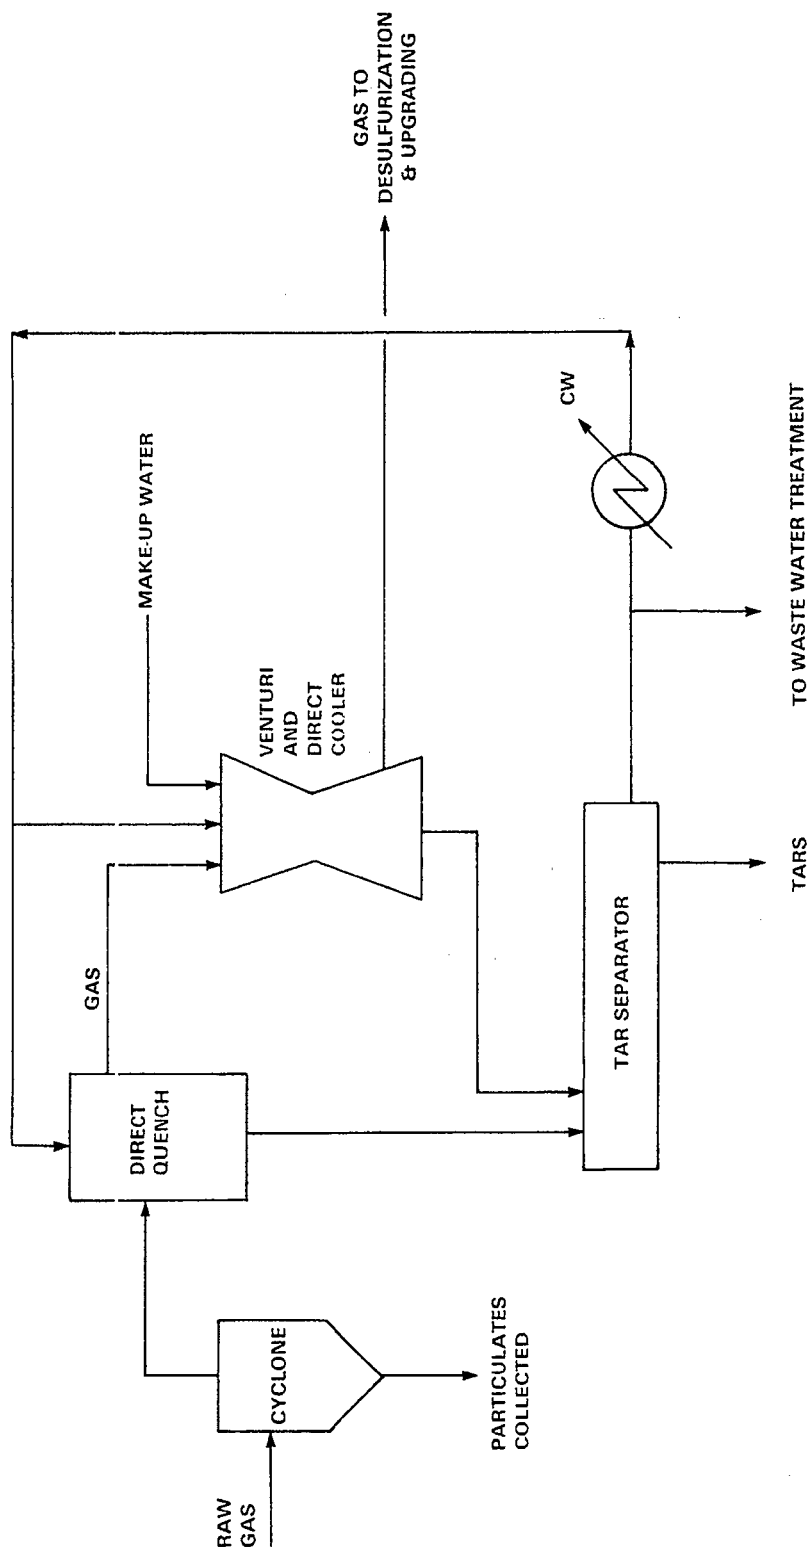 RAW
GAS
CYCLONE
PARTICULATES
COLLECTED
DIRECT
QUENCH
GAS
MAKE-UP WATER
VENTURI
AND
DIRECT
COOLER
GAS TO
DESULFURIZATION
& UPGRADING
TAR SEPARATOR
TARS
CW
TO WASTE WATER TREATMENT